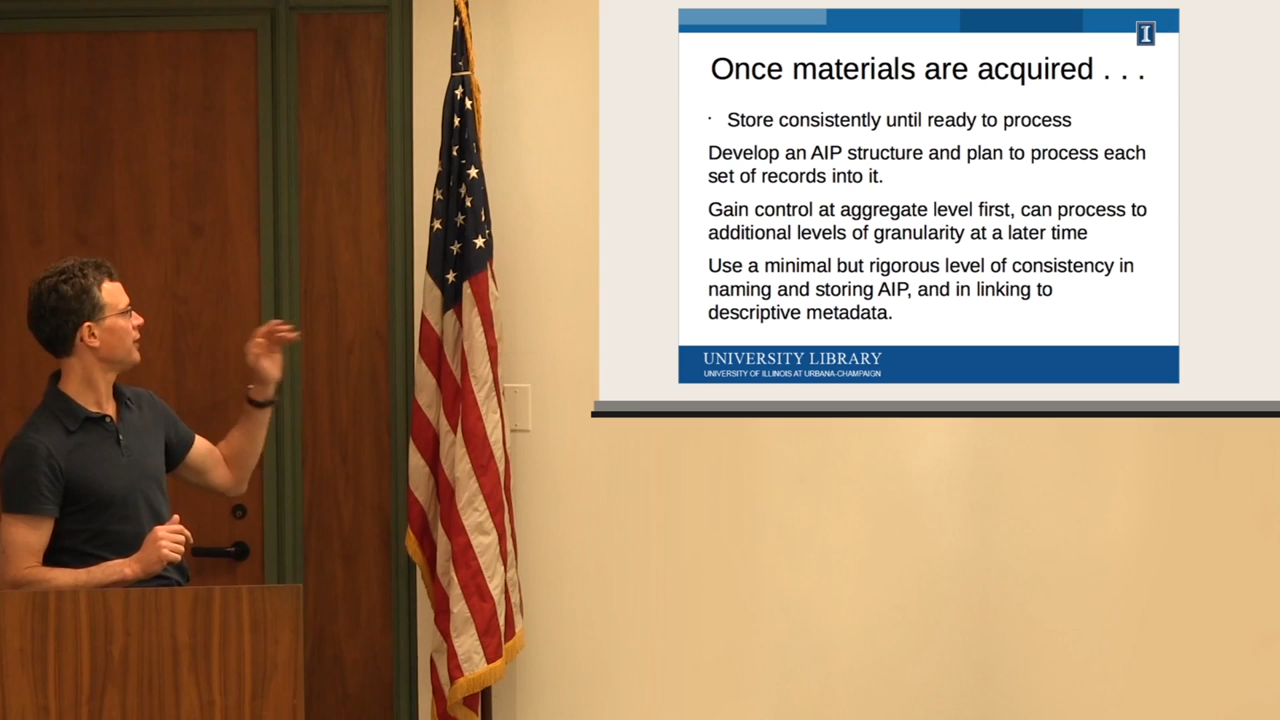 I
Once materials are acquired . . .
· Store consistently until ready to process
Develop an AIP structure and plan to process each
set of records into it.
Gain control at aggregate level first, can process to
additional levels of granularity at a later time
Use a minimal but rigorous level of consistency in
naming and storing AIP, and in linking to
descriptive metadata.
UNIVERSITY LIBRARY
UNIVERSITY OF ILLINOIS AT URBANA-CHAMPAIGN